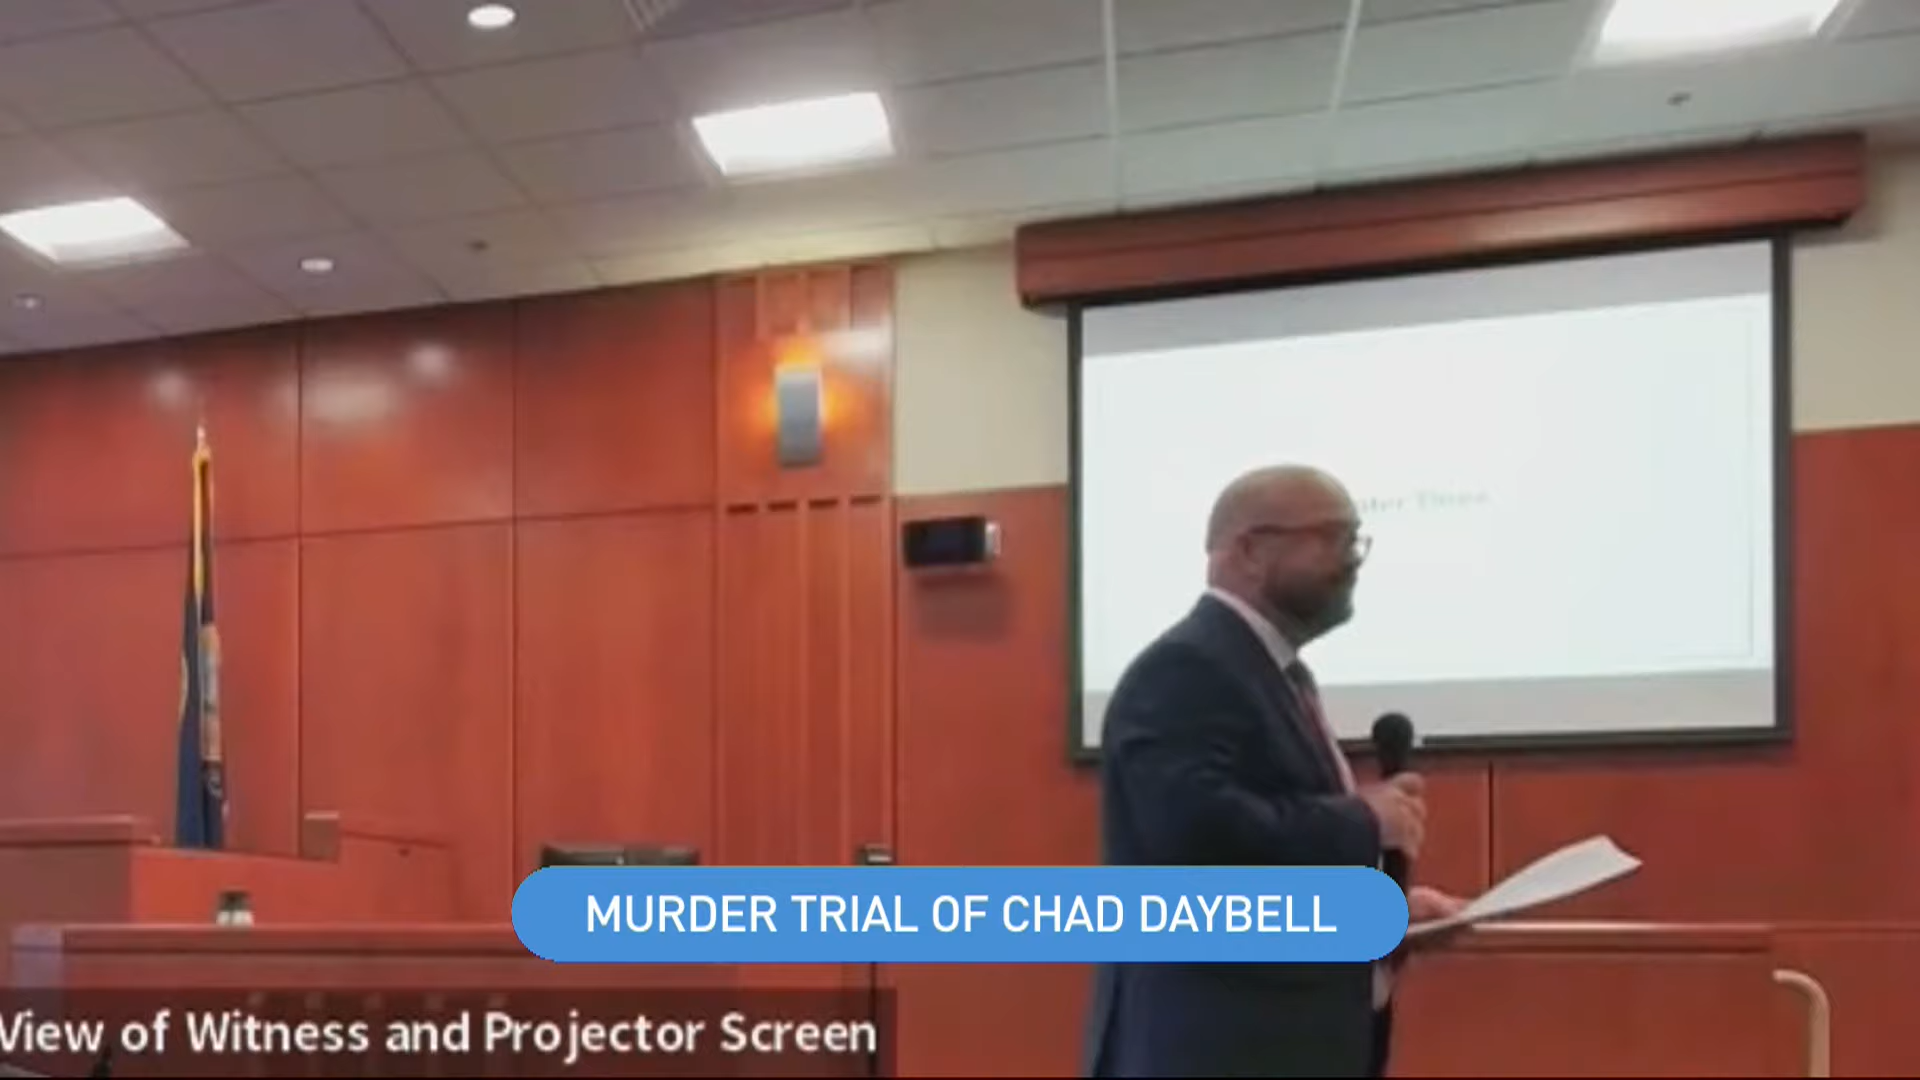 MURDER TRIAL OF CHAD DAYBELL
View of Witness and Projector Screen